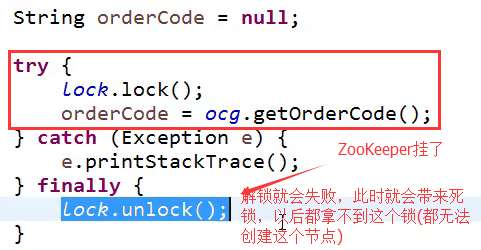 String orderCode = null;
try {
lock.lock();
orderCode = ocg.getOrderCode();
} catch (Exception e) {
e.printStackTrace();
ZooKeeper挂了
} finally {
lock.unlock();
解锁就会失败，此时就会带来死
锁，以后都拿不到这个锁(都无法
创建这个节点)
}